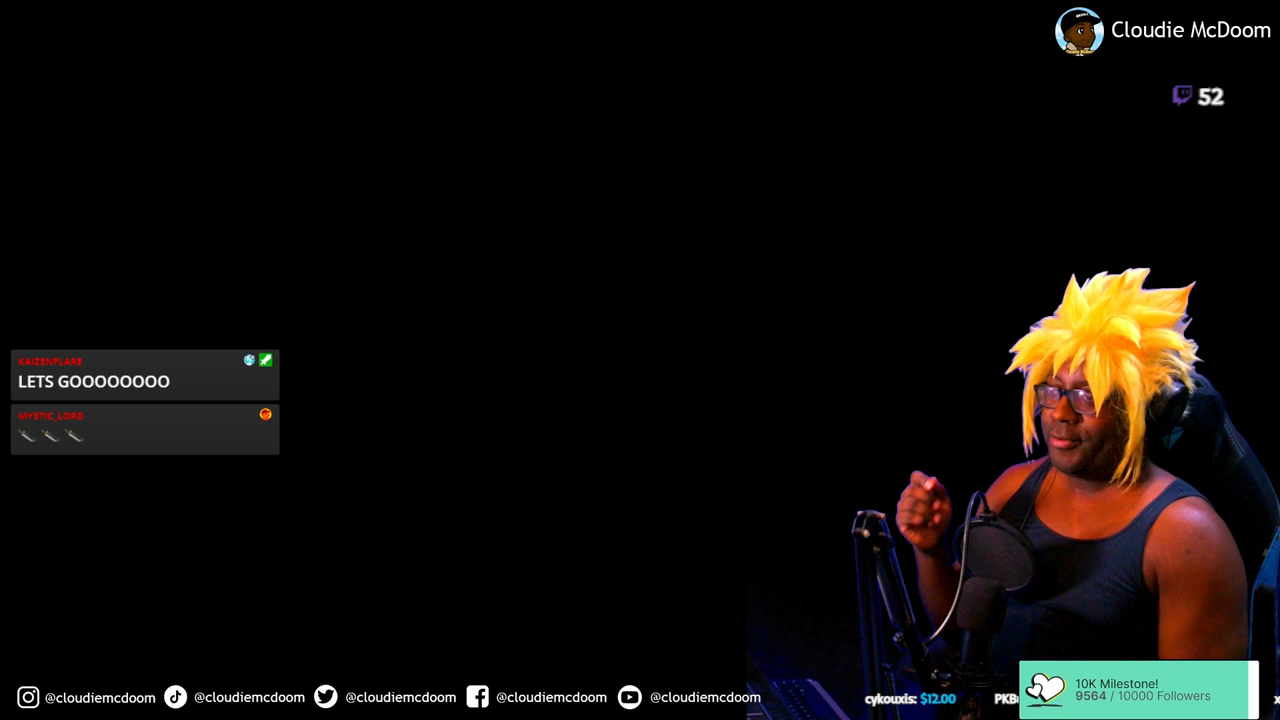 Cloudie McDoom
52
KAIZENFLARE
LETS GOOOOOOOO
MYSTIC_LORD
@cloudiemcdoom @cloudiemcdoom @cloudiemcdoom @cloudiemcdoom @cloudiemcdoom
cykouxis: $12.00
10K Milestone!
9564 / 10000 Followers